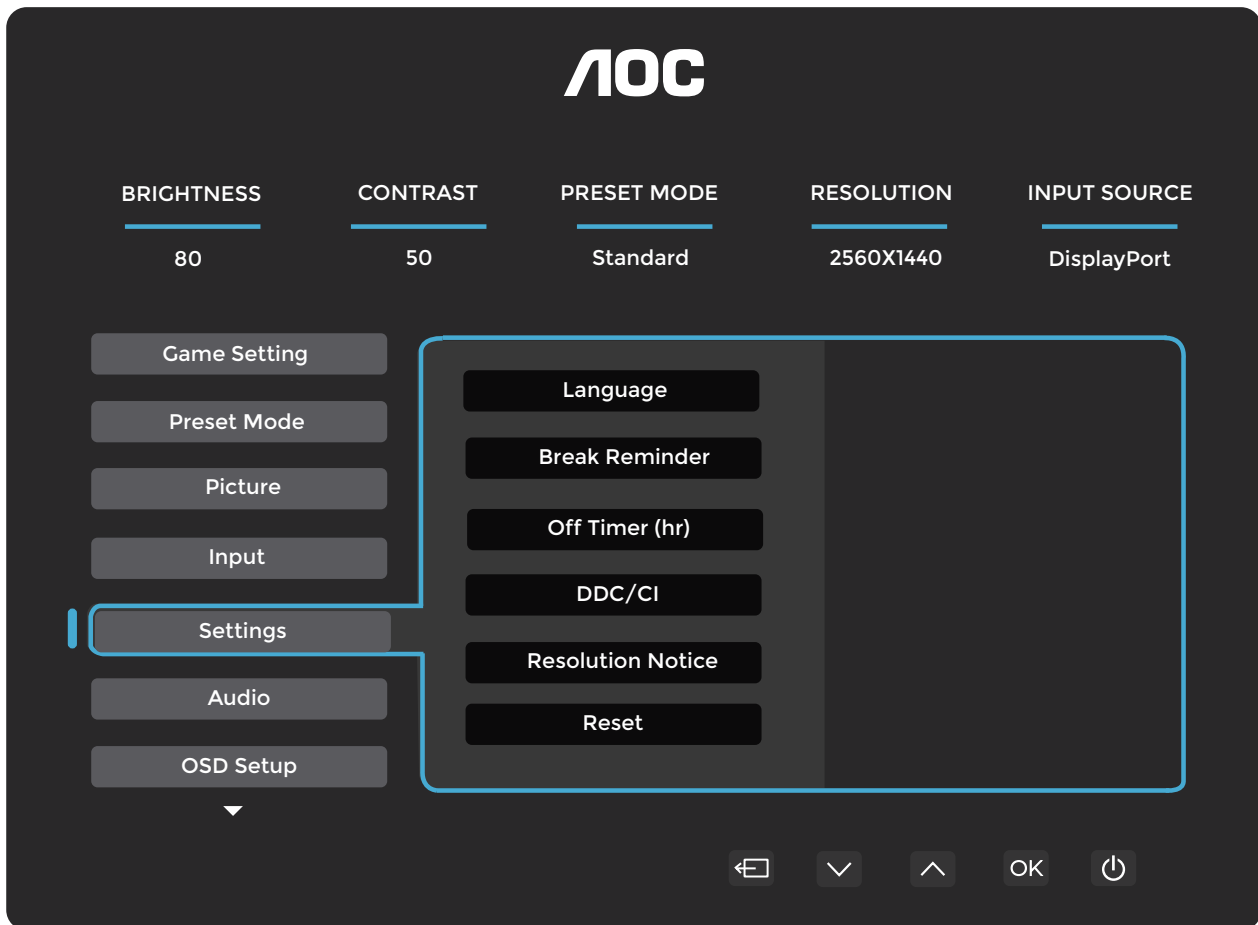 AOC
BRIGHTNESS CONTRAST PRESET MODE RESOLUTION INPUT SOURCE
80 50 Standard 2560X1440 DisplayPort
Game Setting
Preset Mode
Picture
Input
Settings
Audio
OSD Setup
Language
Break Reminder
Off Timer (hr)
DDC/CI
Resolution Notice
Reset
OK